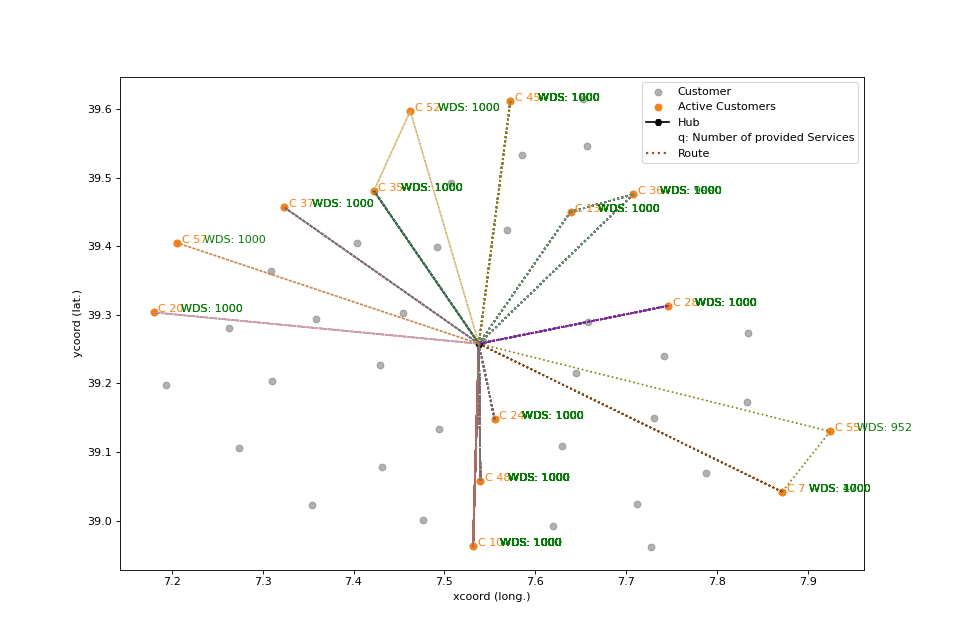 Customer
Active Customers
Hub
q: Number of provided Services
Route
39.6
39.5
39.4
39.3
39.2
39.1
39.0
ycoord (lat.)
C 45 WDS: 1000
C 52 WDS: 1000
C 35 WDS: 1000
C 36 WDS:
C 37 WDS: 1000
WDS: 1000
C 57 WDS: 1000
C 20 WDS: 1000
C 28 WDS: 1000
C 24 WDS: 1000
C 55 WDS: 952
C 48 WDS: 1000
C 7 WDS:
C 10 WDS: 1000
7.2 7.3 7.4 7.5 7.6 7.7 7.8 7.9
xcoord (long.)